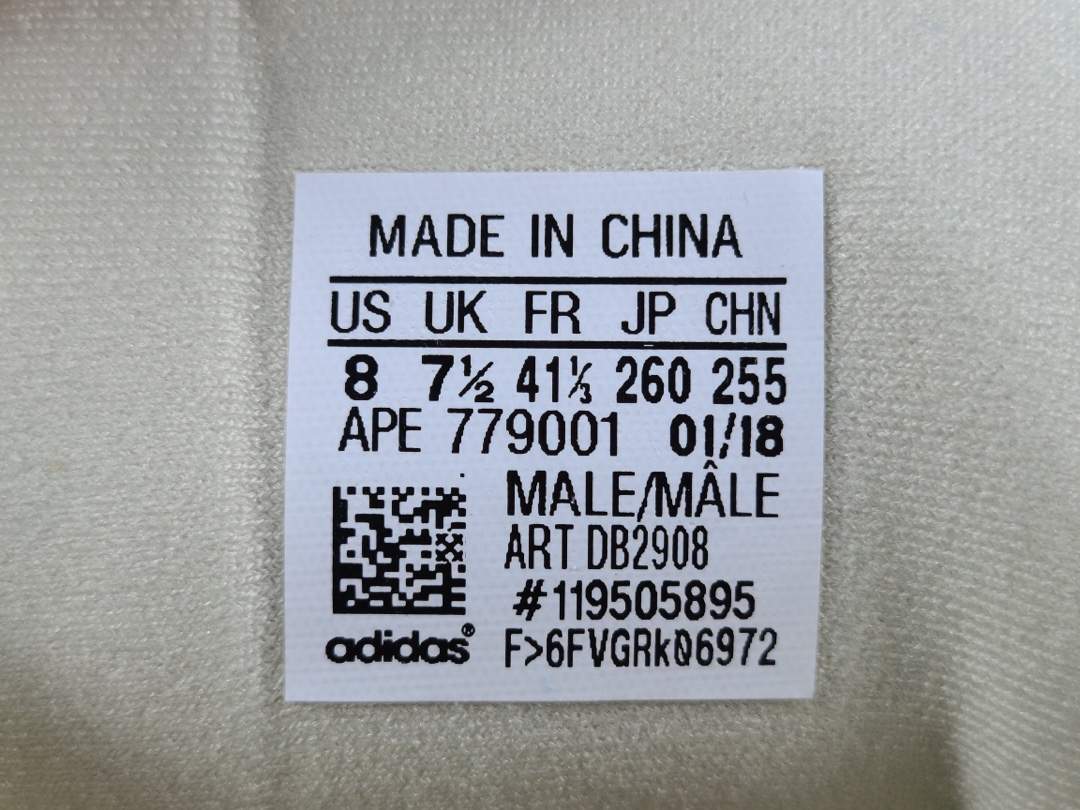 MADE IN CHINA
US UK FR JP CHN
8 7½ 41⅓ 260 255
APE 779001 01/18
MALE/MÂLE
ART DB2908
#119505895
adidas® F>6FVGRk06972